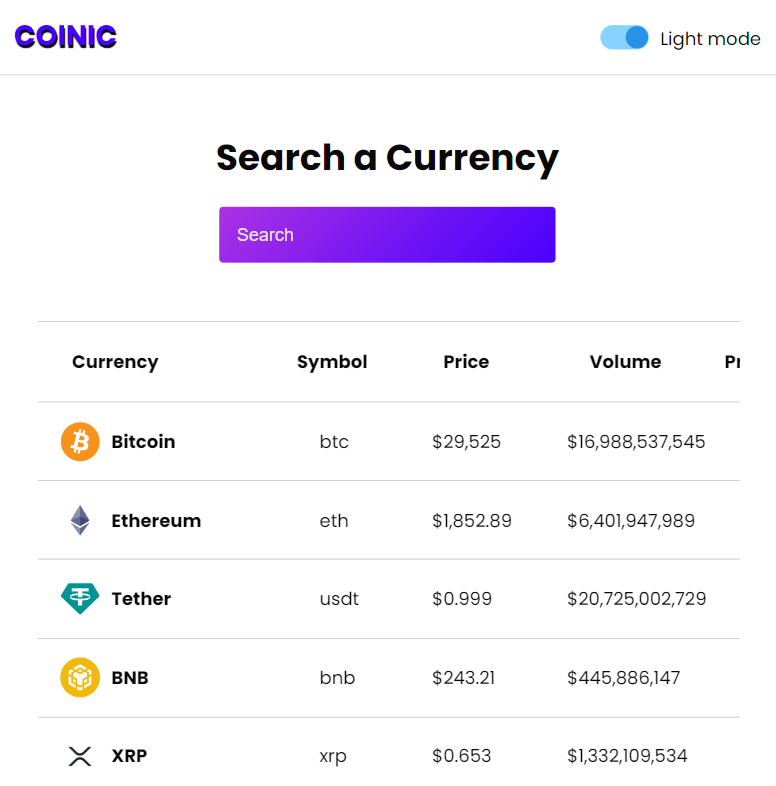 COINIC Light mode
Search a Currency
Search
Currency Symbol Price Volume
Bitcoin btc $29,525 $16,988,537,545
Ethereum eth $1,852.89 $6,401,947,989
Tether usdt $0.999 $20,725,002,729
BNB bnb $243.21 $445,886,147
XRP xrp $0.653 $1,332,109,534